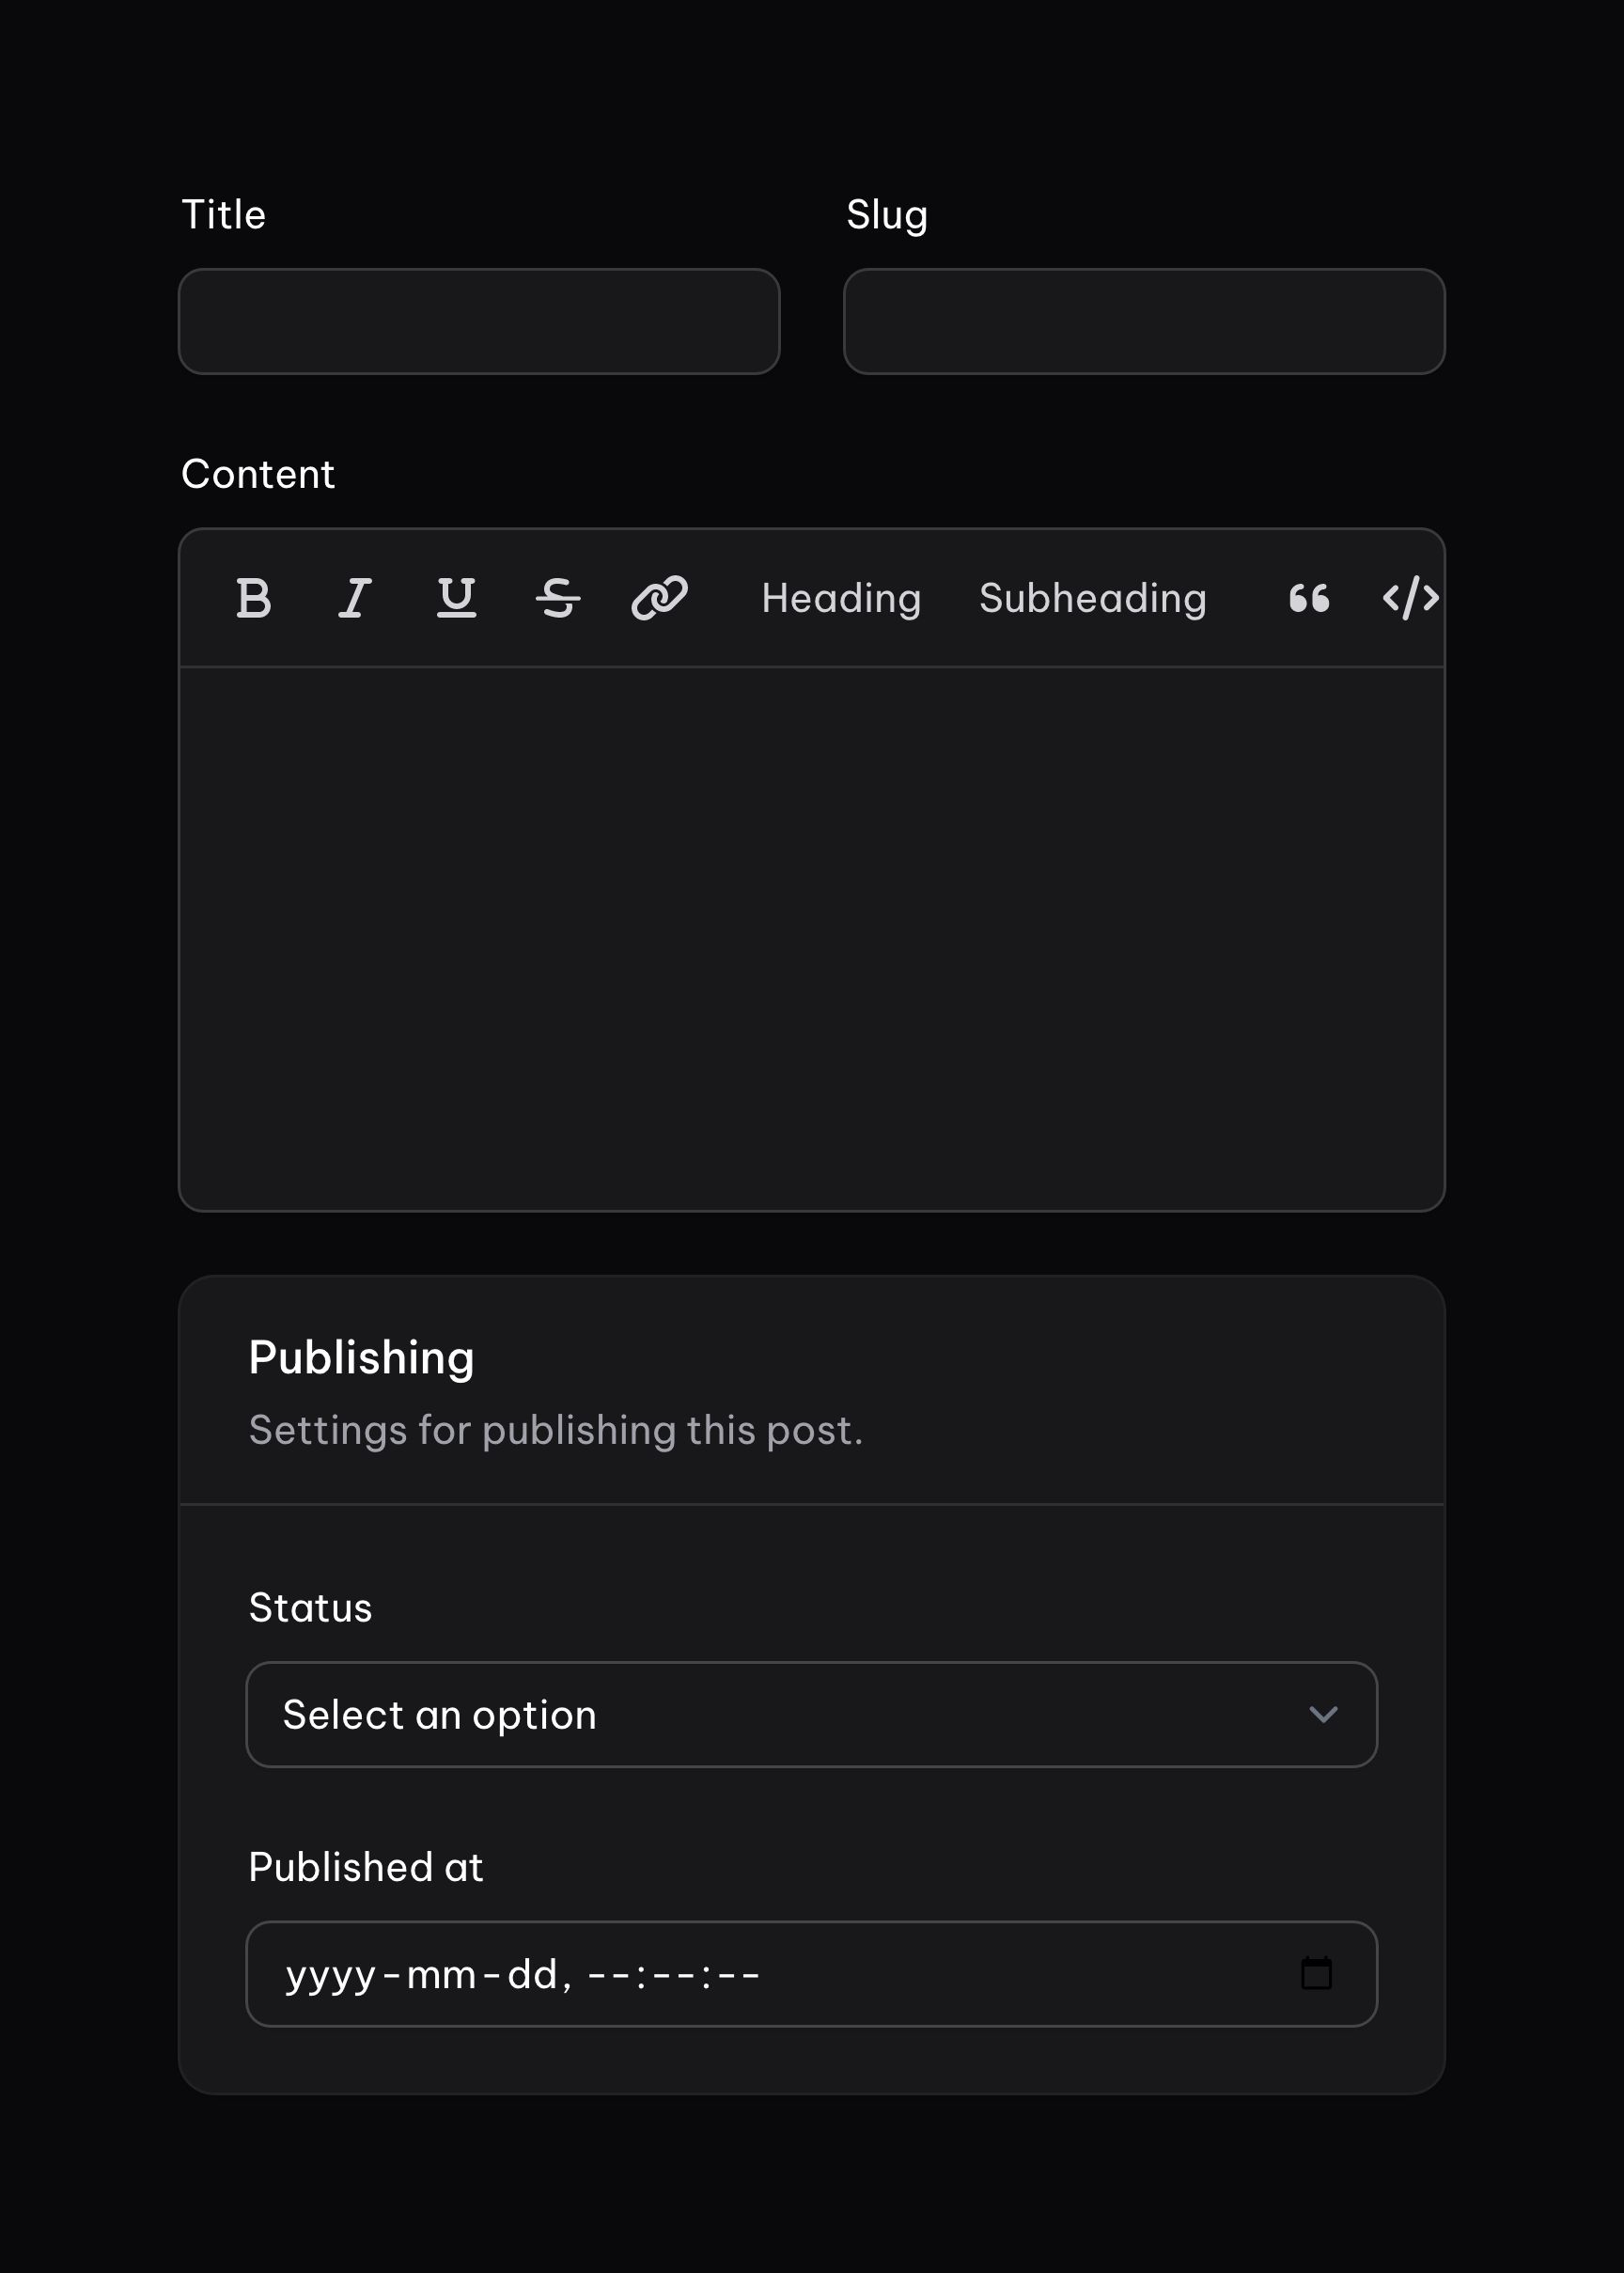 Title Slug
Content
B I U S Heading Subheading “ </>
Publishing
Settings for publishing this post.
Status
Select an option
Published at
yyyy-mm-dd, --:--:--